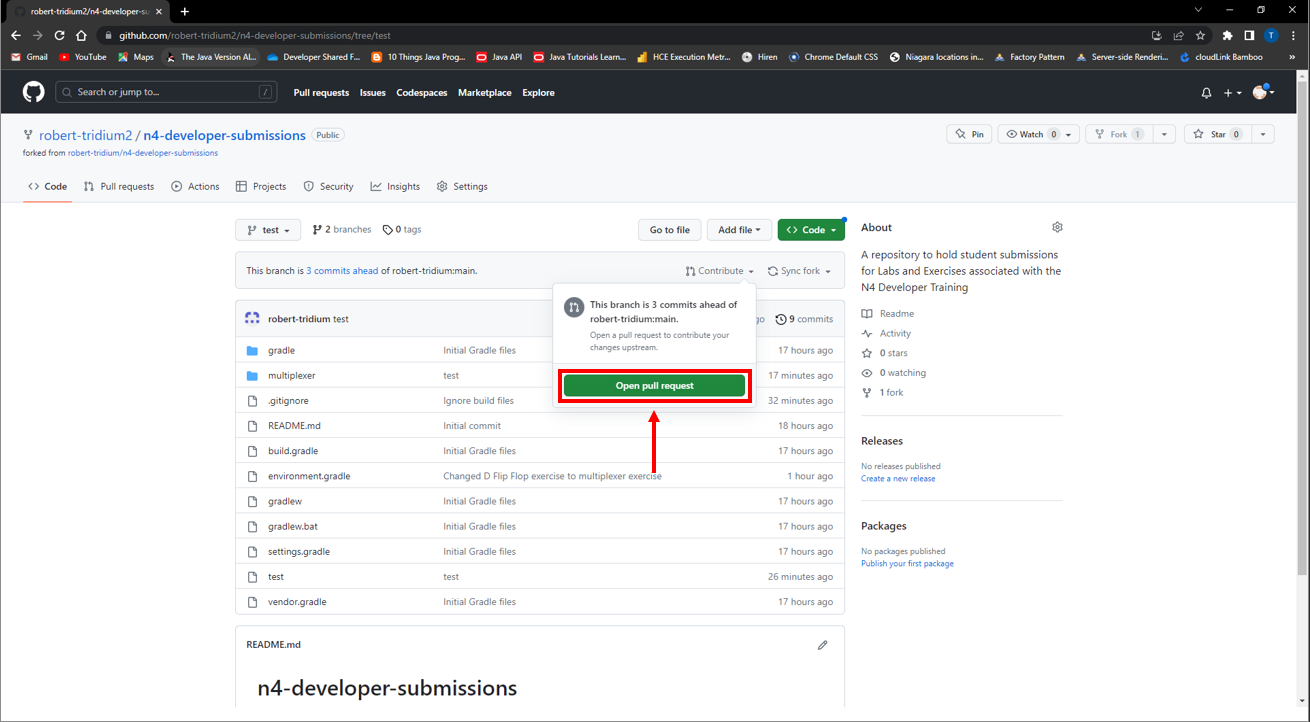 robert-tridium2/n4-developer-su
github.com/robert-tridium2/n4-developer-submissions/tree/test
T
Gmail YouTube Maps The Java Version Al... Developer Shared F... 10 Things Java Prog... Java API Java Tutorials Learn... HCE Execution Metr... Hiren Chrome Default CSS Niagara locations in... Factory Pattern Server-side Renderi... cloudLink Bamboo »
Search or jump to... / Pull requests Issues Codespaces Marketplace Explore
robert-tridium2 / n4-developer-submissions Public
Pin Watch 0 Fork 1 Star 0
forked from robert-tridium/n4-developer-submissions
Code Pull requests Actions Projects Security Insights Settings
test 2 branches 0 tags Go to file Add file Code
This branch is 3 commits ahead of robert-tridium:main. Contribute Sync fork
This branch is 3 commits ahead of
robert-tridium:main.
Open a pull request to contribute your
changes upstream.
Open pull request
robert-tridium test go 9 commits
gradle Initial Gradle files 17 hours ago
multiplexer test 17 minutes ago
.gitignore Ignore build files 32 minutes ago
README.md Initial commit 18 hours ago
build.gradle Initial Gradle files 17 hours ago
environment.gradle Changed D Flip Flop exercise to multiplexer exercise 1 hour ago
gradlew Initial Gradle files 17 hours ago
gradlew.bat Initial Gradle files 17 hours ago
settings.gradle Initial Gradle files 17 hours ago
test test 26 minutes ago
vendor.gradle Initial Gradle files 17 hours ago
README.md
n4-developer-submissions
About
A repository to hold student submissions
for Labs and Exercises associated with the
N4 Developer Training
Readme
Activity
0 stars
0 watching
1 fork
Releases
No releases published
Create a new release
Packages
No packages published
Publish your first package